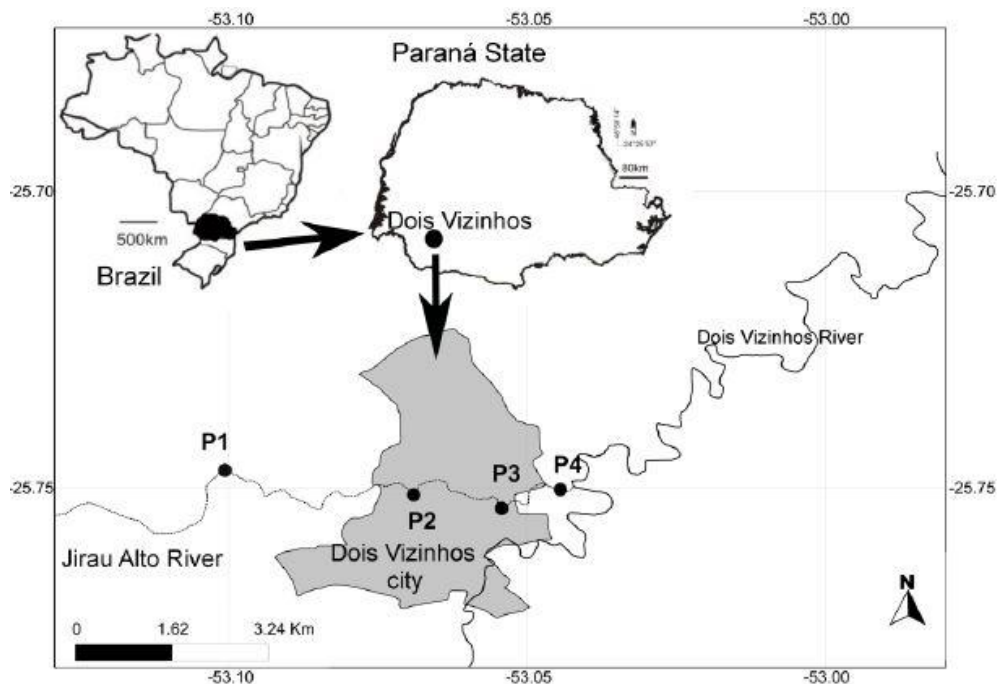 -53.10
-53.05
-53.00
Paraná State
80km
-25.70
-25.70
500km
Dois Vizinhos
Brazil
Dois Vizinhos River
P1
P3
P4
-25.75
-25.75
P2
Jirau Alto River
Dois Vizinhos
city
N
0
1.62
3.24 Km
-53.10
-53.05
-53.00